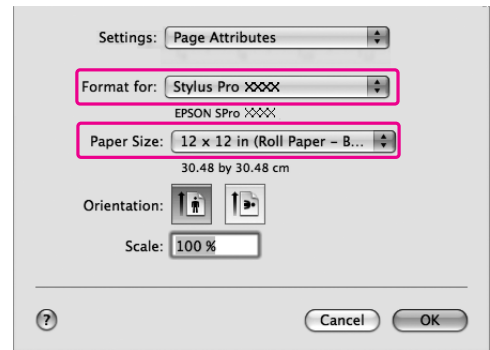 Settings: Page Attributes
Format for: Stylus Pro XXXX
EPSON SPro XXXX
Paper Size: 12 x 12 in (Roll Paper – B...
30.48 by 30.48 cm
Orientation:
Scale: 100 %
? Cancel OK